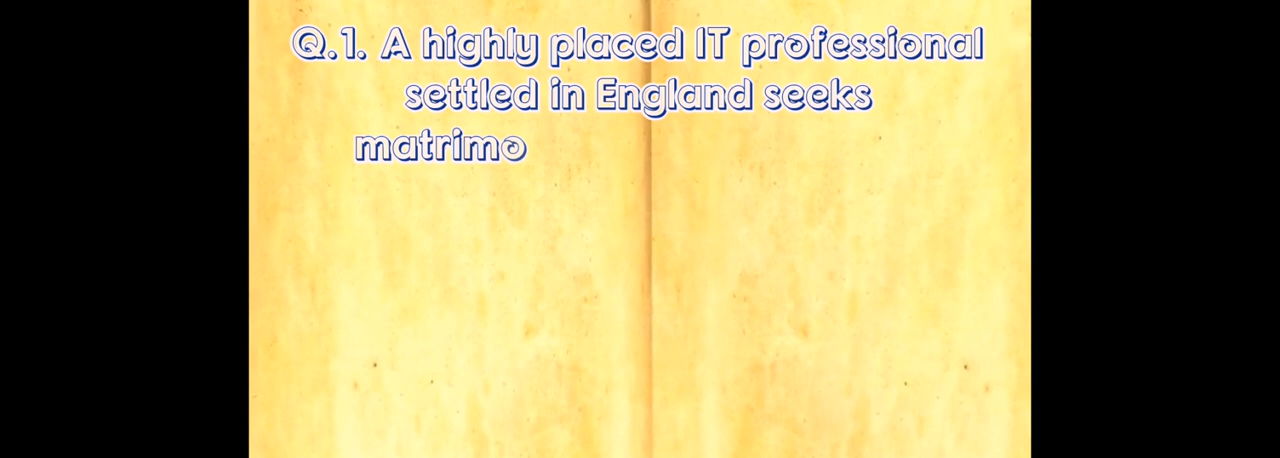 Q.1. A highly placed IT professional
settled in England seeks
matrimo